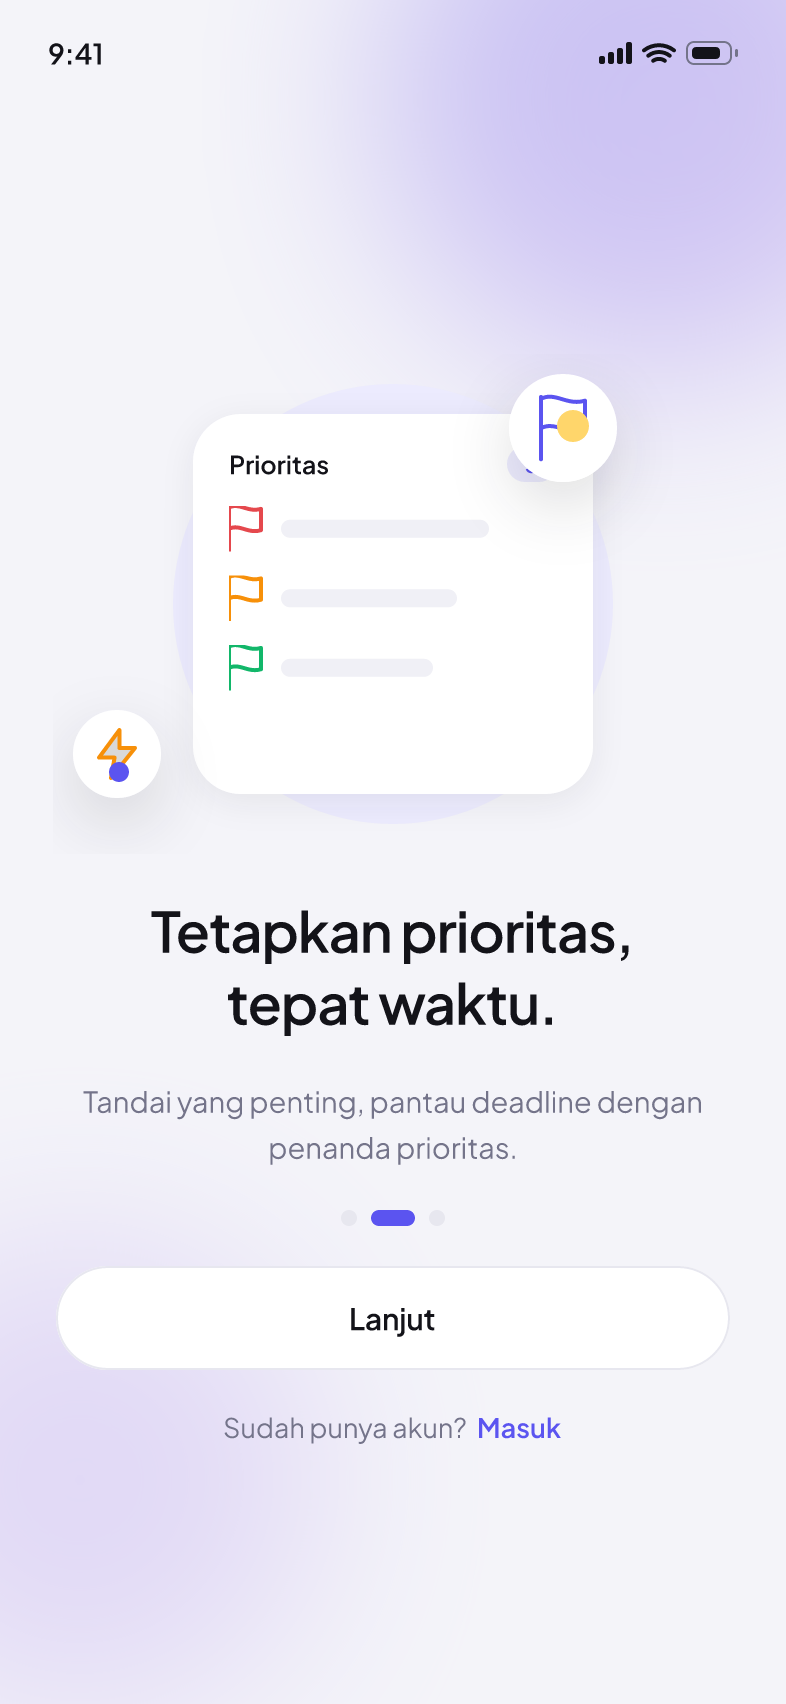 9:41
Prioritas
Tetapkan prioritas,
tepat waktu.
Tandai yang penting, pantau deadline dengan
penanda prioritas.
Lanjut
Sudah punya akun? Masuk